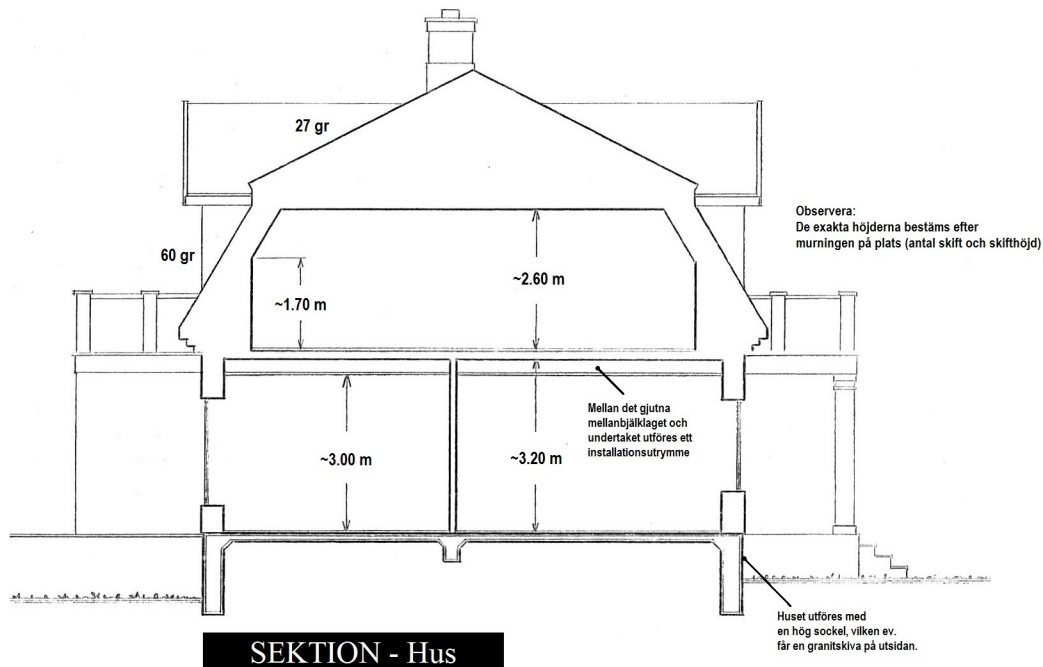 27 gr
Observera:
De exakta höjderna bestäms efter
murningen på plats (antal skift och skifthöjd)
60 gr
~2.60 m
~1.70 m
Mellan det gjutna
mellanbjälklaget och
undertaket utföres ett
installationsutrymme
~3.00 m
~3.20 m
Huset utföres med
en hög sockel, vilken ev.
får en granitskiva på utsidan.
SEKTION - Hus